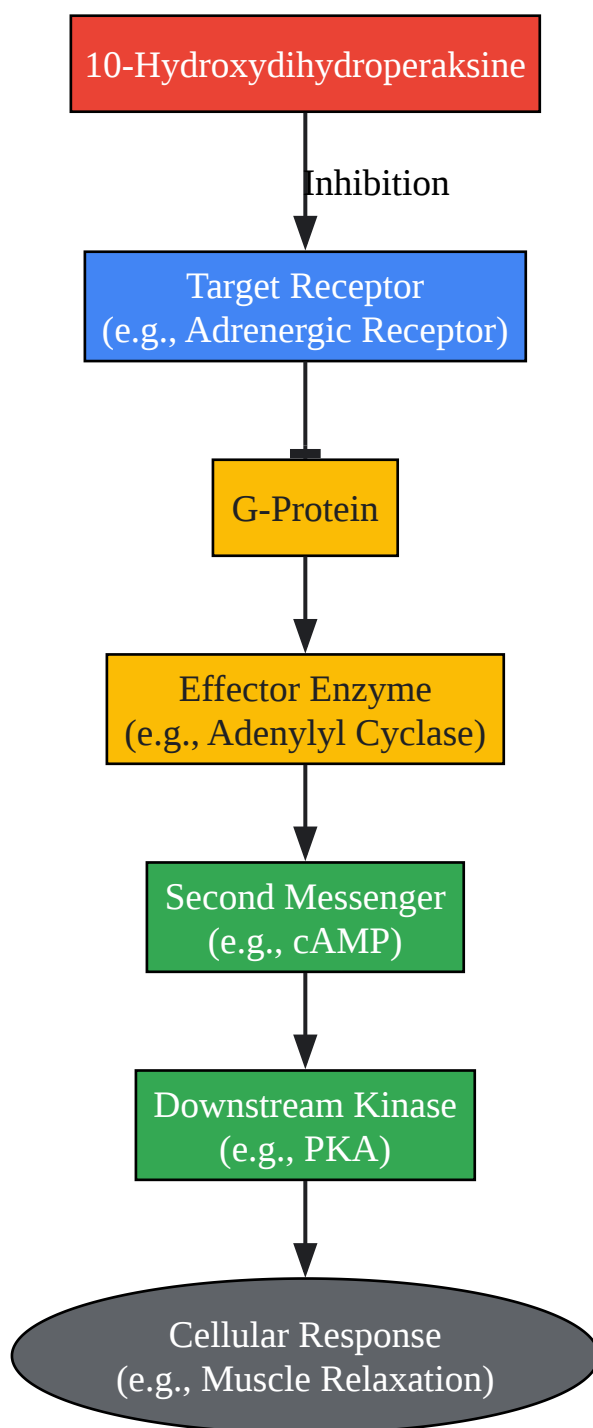 10-Hydroxydihydroperaksine
Inhibition
Target Receptor
(e.g., Adrenergic Receptor)
G-Protein
Effector Enzyme
(e.g., Adenylyl Cyclase)
Second Messenger
(e.g., cAMP)
Downstream Kinase
(e.g., PKA)
Cellular Response
(e.g., Muscle Relaxation)